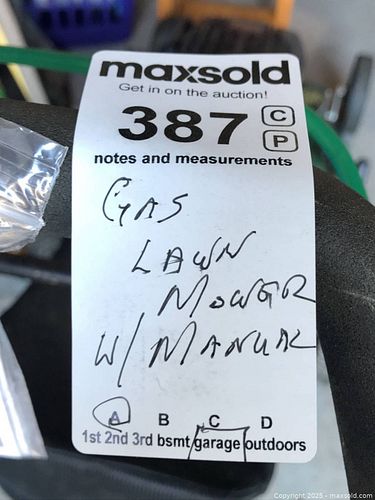 maxsold
Get in on the auction!
387 C
P
notes and measurements
GAS
LAWN
MOWER
W/ MANUAL
A B C D
1st 2nd 3rd bsmt garage outdoors
Copyright 2025 - maxsold.com